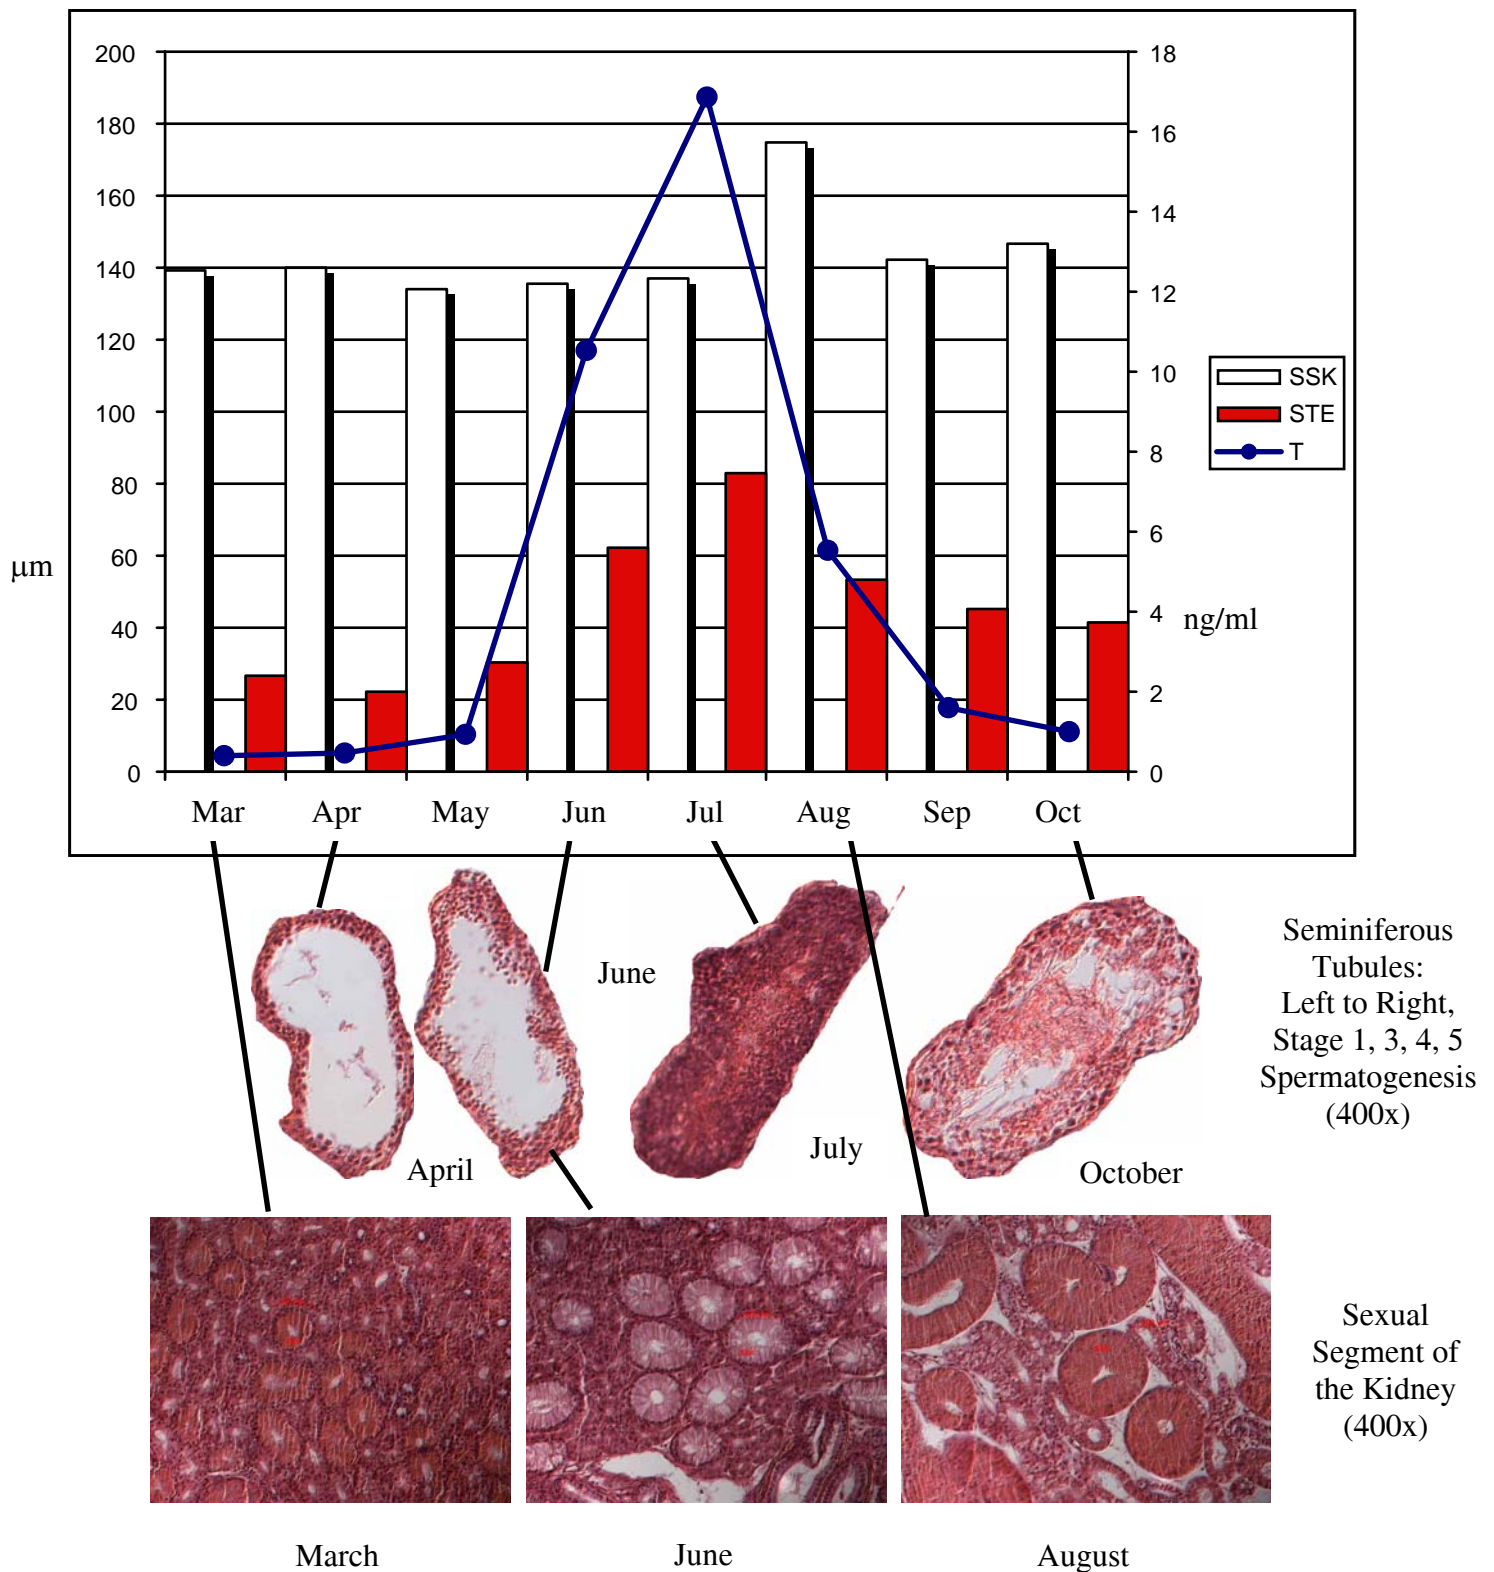 200
180
160
140
120
100
80
60
40
20
0
μm
18
16
14
12
10
8
6
4
2
0
ng/ml
SSK
STE
T
Mar Apr May Jun Jul Aug Sep Oct
June
July
April
October
Seminiferous
Tubules:
Left to Right,
Stage 1, 3, 4, 5
Spermatogenesis
(400x)
Sexual
Segment of
the Kidney
(400x)
March
June
August